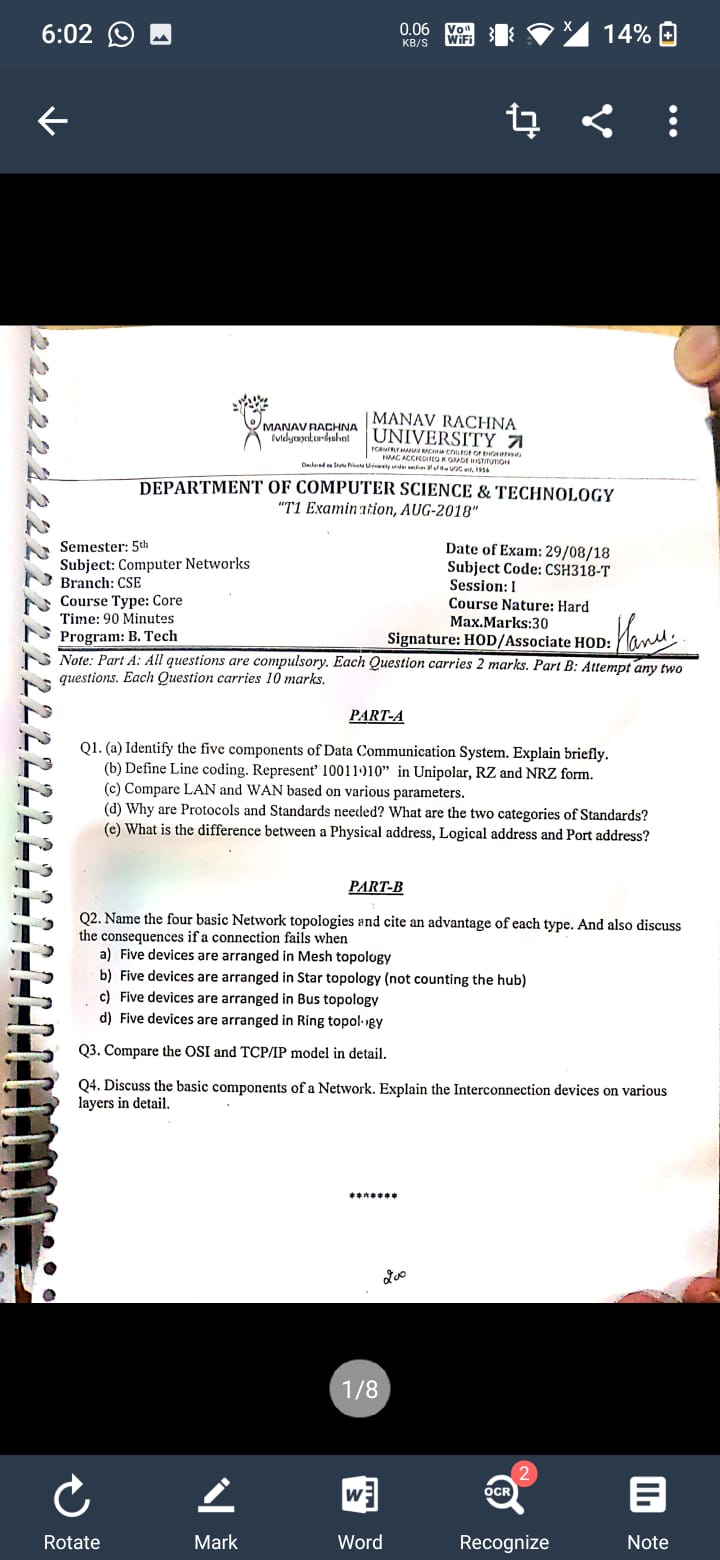 6:02
0.06
KB/S
Vo
WiFi
X
14%
MANAV RACHNA
MANAV RACHNA
UNIVERSITY
FORMERLY MANAV RACHNA COLLEGE OF ENGINEERING
NAAC ACCREDITED 'A' GRADE INSTITUTION
Declared as State Private University under section 2f of the UGC act, 1956
DEPARTMENT OF COMPUTER SCIENCE & TECHNOLOGY
"T1 Examination, AUG-2018"
Semester: 5th
Date of Exam: 29/08/18
Subject: Computer Networks
Subject Code: CSH318-T
Branch: CSE
Session: I
Course Type: Core
Course Nature: Hard
Time: 90 Minutes
Max.Marks:30
Program: B. Tech
Signature: HOD/Associate HOD:
Note: Part A: All questions are compulsory. Each Question carries 2 marks. Part B: Attempt any two
questions. Each Question carries 10 marks.
PART-A
Q1. (a) Identify the five components of Data Communication System. Explain briefly.
(b) Define Line coding. Represent' 10011010" in Unipolar, RZ and NRZ form.
(c) Compare LAN and WAN based on various parameters.
(d) Why are Protocols and Standards needed? What are the two categories of Standards?
(e) What is the difference between a Physical address, Logical address and Port address?
PART-B
Q2. Name the four basic Network topologies and cite an advantage of each type. And also discuss
the consequences if a connection fails when
a) Five devices are arranged in Mesh topology
b) Five devices are arranged in Star topology (not counting the hub)
c) Five devices are arranged in Bus topology
d) Five devices are arranged in Ring topology
Q3. Compare the OSI and TCP/IP model in detail.
Q4. Discuss the basic components of a Network. Explain the Interconnection devices on various
layers in detail.
*******
200
1/8
W
OCR
2
Rotate
Mark
Word
Recognize
Note